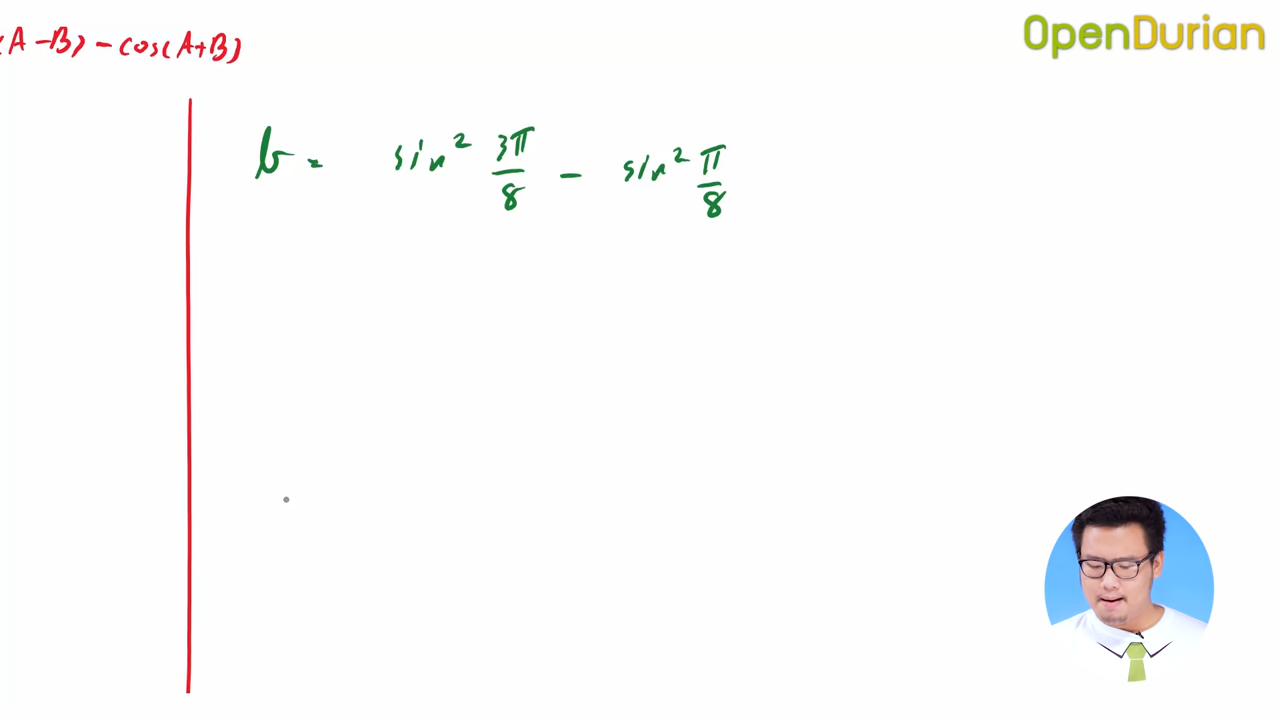 (A-B) - cos(A+B)
OpenDurian
b = sin² 3π/8 - sin² π/8